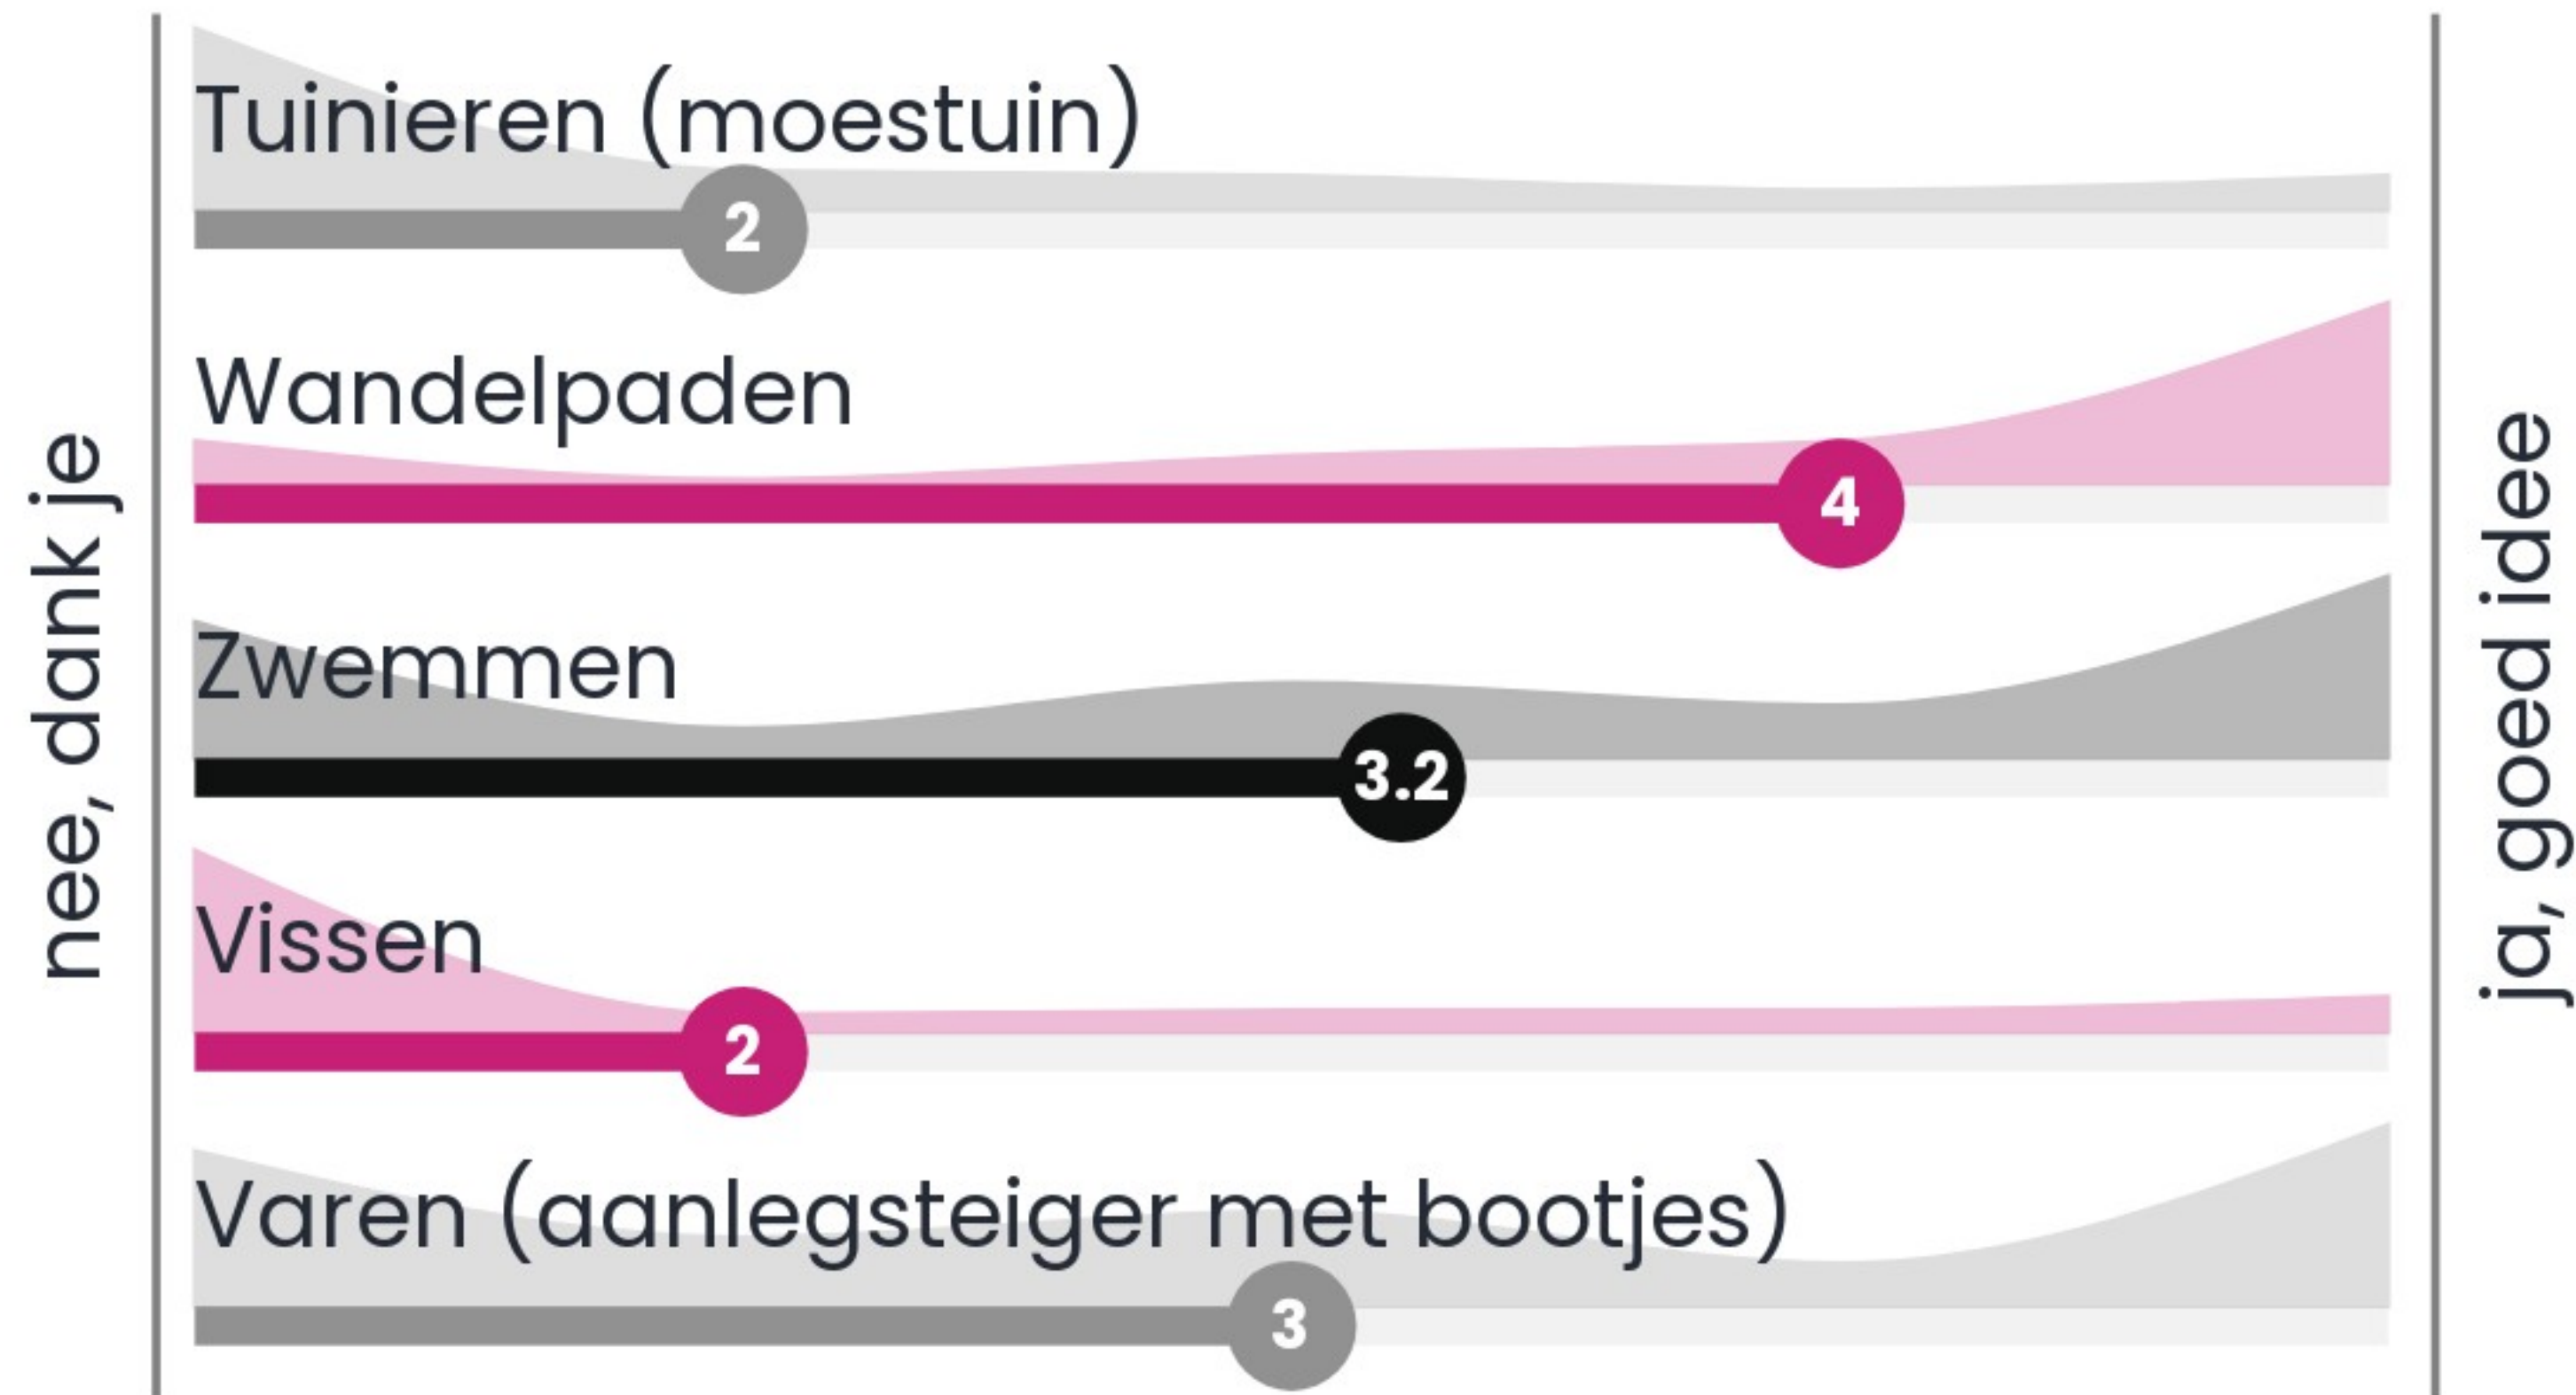 nee, dank je
Tuinieren (moestuin)
2
Wandelpaden
4
Zwemmen
3.2
Vissen
2
Varen (aanlegsteiger met bootjes)
3
ja, goed idee